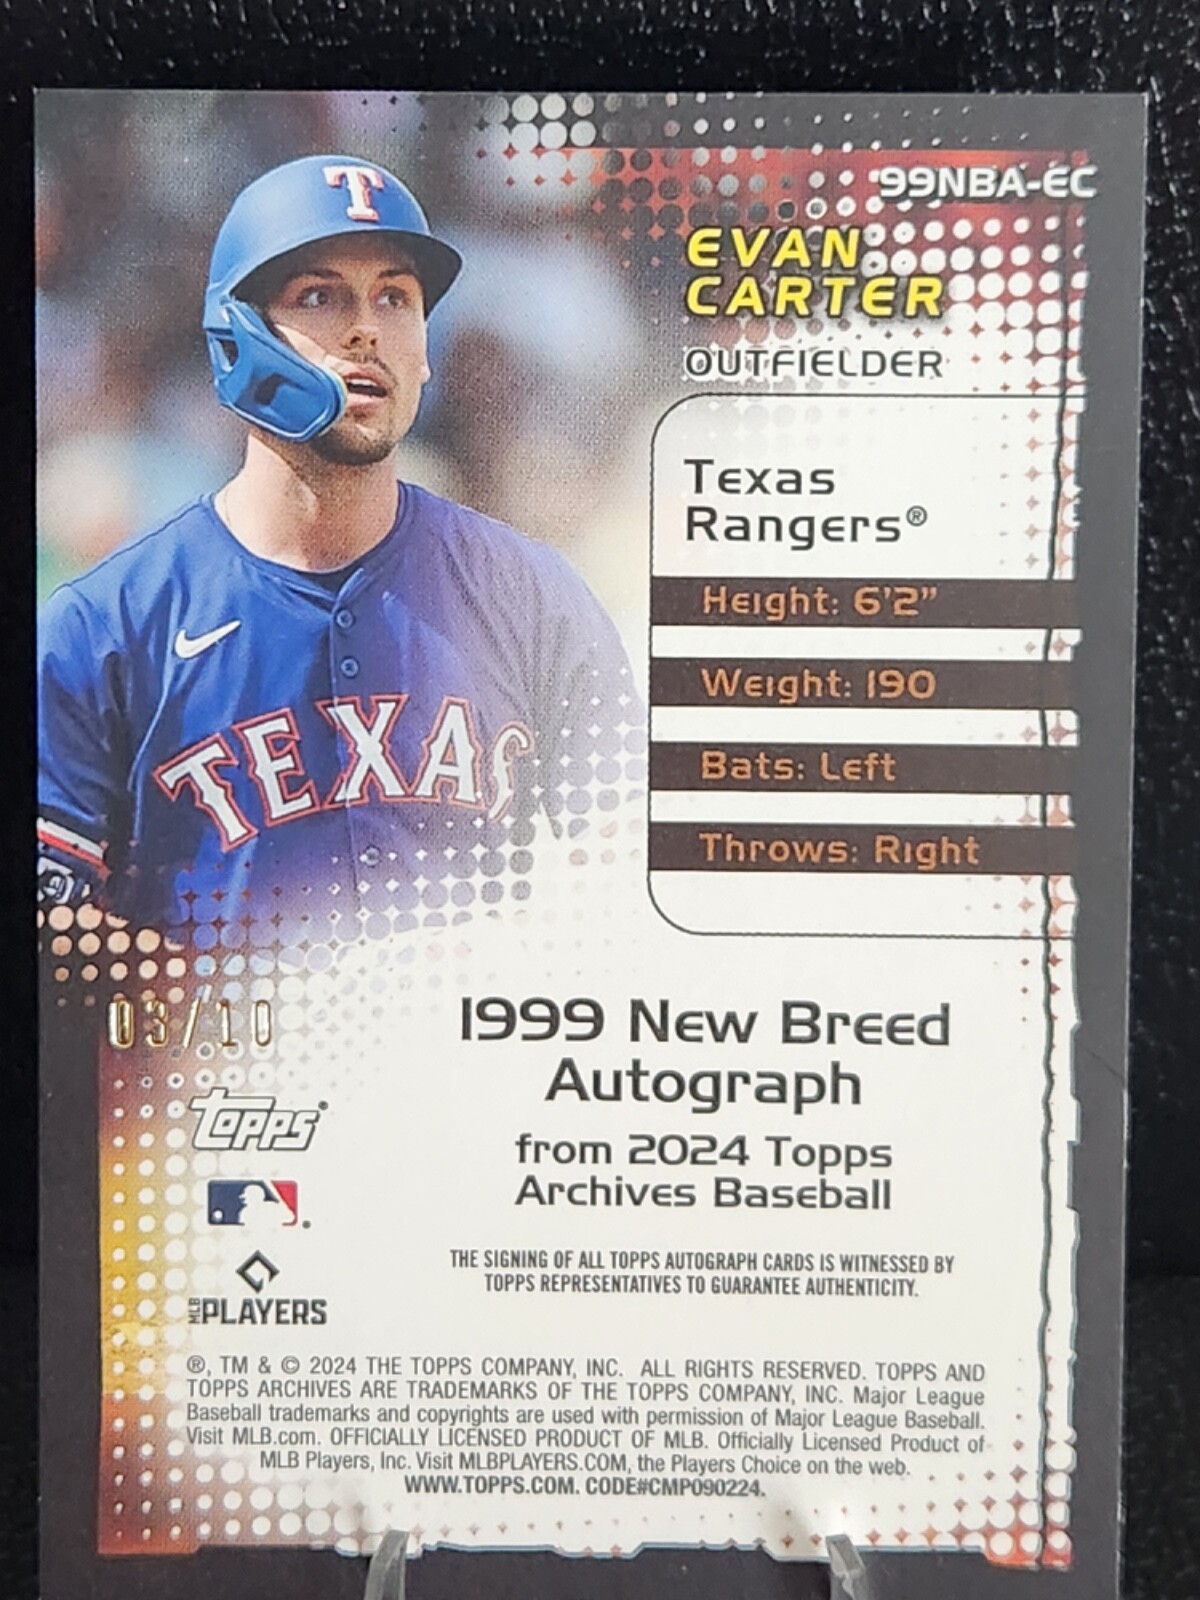 T
99NBA-EC
EVAN
CARTER
OUTFIELDER
Texas
Rangers®
Height: 6'2"
Weight: 190
Bats: Left
Throws: Right
TEXAS
03/10
1999 New Breed
Autograph
from 2024 Topps
Archives Baseball
Topps®
THE SIGNING OF ALL TOPPS AUTOGRAPH CARDS IS WITNESSED BY
TOPPS REPRESENTATIVES TO GUARANTEE AUTHENTICITY.
MLB PLAYERS
®, TM & © 2024 THE TOPPS COMPANY, INC. ALL RIGHTS RESERVED. TOPPS AND
TOPPS ARCHIVES ARE TRADEMARKS OF THE TOPPS COMPANY, INC. Major League
Baseball trademarks and copyrights are used with permission of Major League Baseball.
Visit MLB.com. OFFICIALLY LICENSED PRODUCT OF MLB. Officially Licensed Product of
MLB Players, Inc. Visit MLBPLAYERS.COM, the Players Choice on the web.
WWW.TOPPS.COM. CODE#CMP090224.